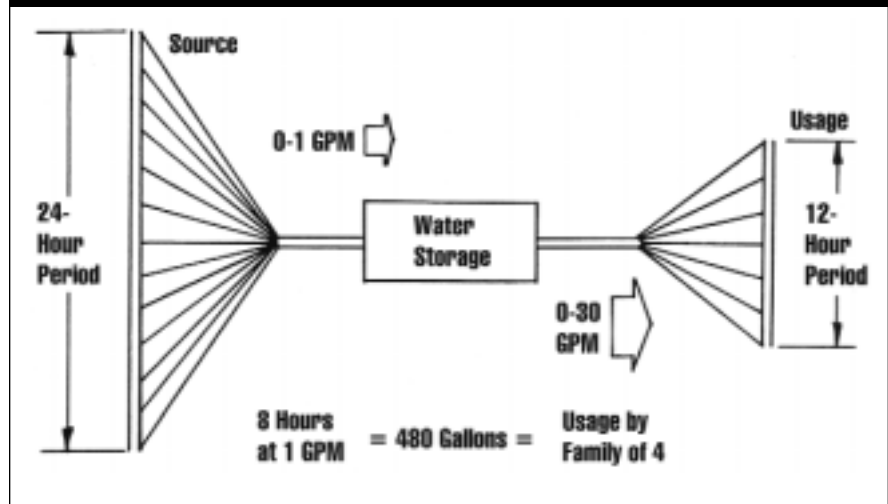 Source
0-1 GPM
Usage
24-
Hour
Period
Water
Storage
12-
Hour
Period
0-30
GPM
8 Hours
at 1 GPM
= 480 Gallons =
Usage by
Family of 4